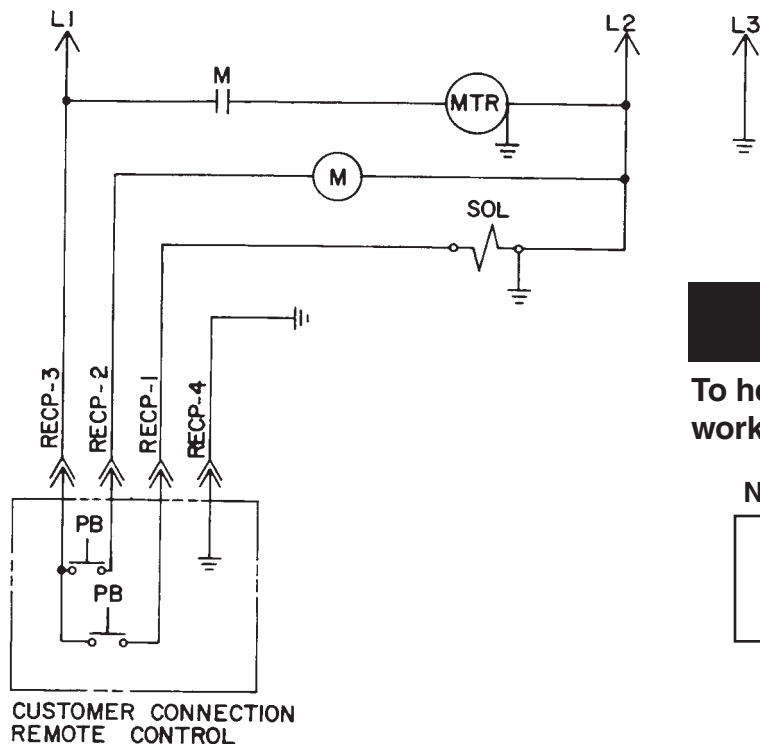 L1
L2
L3
M
MTR
M
SOL
RECP-3
RECP-2
RECP-1
RECP-4
To he
work
N
PB
PB
CUSTOMER CONNECTION
REMOTE CONTROL